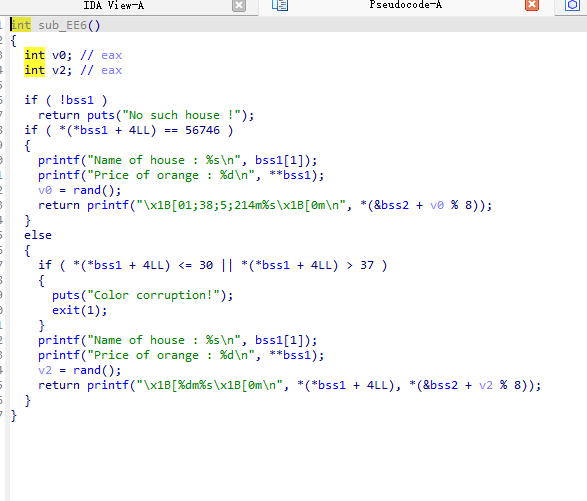 IDA View-A
Pseudocode-A
int sub_EE6()
{
  int v0; // eax
  int v2; // eax

  if ( !bss1 )
    return puts("No such house !");
  if ( *(*bss1 + 4LL) == 56746 )
  {
    printf("Name of house : %s\n", bss1[1]);
    printf("Price of orange : %d\n", **bss1);
    v0 = rand();
    return printf("\x1B[01;38;5;214m%s\x1B[0m\n", *(&bss2 + v0 % 8));
  }
  else
  {
    if ( *(*bss1 + 4LL) <= 30 || *(*bss1 + 4LL) > 37 )
    {
      puts("Color corruption!");
      exit(1);
    }
    printf("Name of house : %s\n", bss1[1]);
    printf("Price of orange : %d\n", **bss1);
    v2 = rand();
    return printf("\x1B[%dm%s\x1B[0m\n", *(*bss1 + 4LL), *(&bss2 + v2 % 8));
  }
}